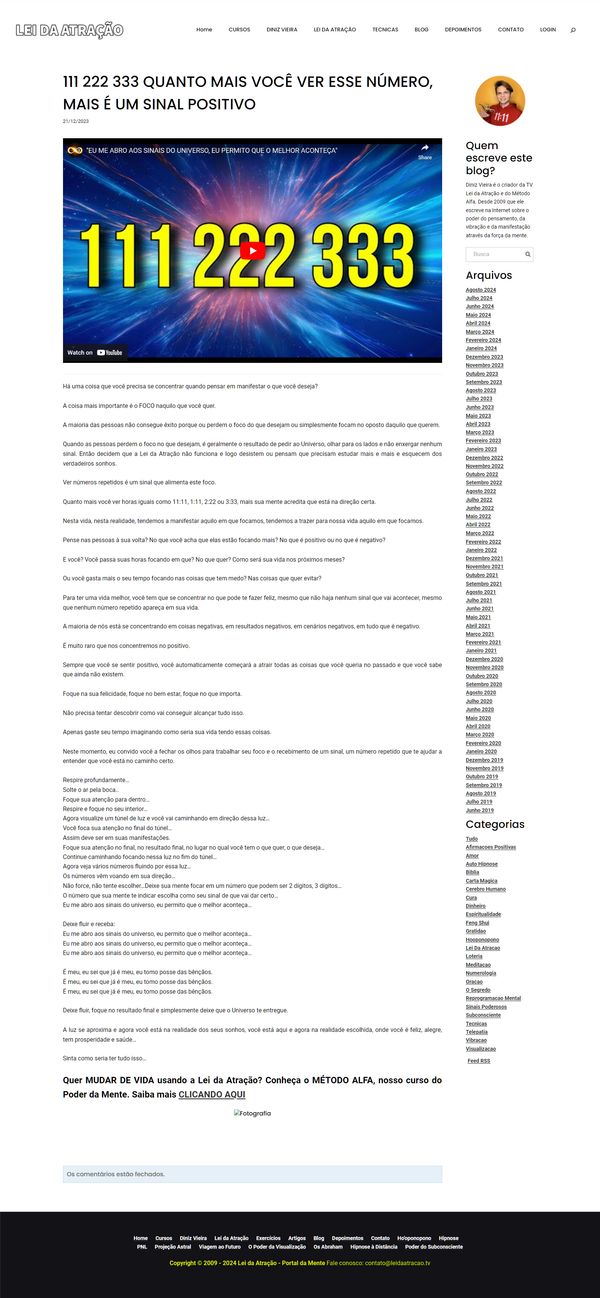 LEI DA ATRAÇÃO
Home CURSOS DINIZ VIEIRA LEI DA ATRAÇÃO TECNICAS BLOG DEPOIMENTOS CONTATO LOGIN
111 222 333 QUANTO MAIS VOCÊ VER ESSE NÚMERO,
MAIS É UM SINAL POSITIVO
21/12/2023
"EU ME ABRO AOS SINAIS DO UNIVERSO, EU PERMITO QUE O MELHOR ACONTEÇA"
Share
111 222 333
Watch on YouTube
Há uma coisa que você precisa se concentrar quando pensar em manifestar o que você deseja?
A coisa mais importante é o FOCO naquilo que você quer.
A maioria das pessoas não consegue êxito porque ou perdem o foco do que desejam ou simplesmente focam no oposto daquilo que querem.
Quando as pessoas perdem o foco no que desejam, é geralmente o resultado de pedir ao Universo, olhar para os lados e não enxergar nenhum
sinal. Então decidem que a Lei da Atração não funciona e logo desistem ou pensam que precisam estudar mais e mais e esquecem dos
verdadeiros sonhos.
Ver números repetidos é um sinal que alimenta este foco.
Quanto mais você ver horas iguais como 11:11, 1:11, 2:22 ou 3:33, mais sua mente acredita que está na direção certa.
Nesta vida, nesta realidade, tendemos a manifestar aquilo em que focamos, tendemos a trazer para nossa vida aquilo em que focamos.
Pense nas pessoas à sua volta? No que você acha que elas estão focando mais? No que é positivo ou no que é negativo?
E você? Você passa suas horas focando em que? No que quer? Como será sua vida nos próximos meses?
Ou você gasta mais o seu tempo focando nas coisas que tem medo? Nas coisas que quer evitar?
Para ter uma vida melhor, você tem que se concentrar no que pode te fazer feliz, mesmo que não haja nenhum sinal que vai acontecer, mesmo
que nenhum número repetido apareça em sua vida.
A maioria de nós está se concentrando em coisas negativas, em resultados negativos, em cenários negativos, em tudo que é negativo.
É muito raro que nos concentremos no positivo.
Sempre que você se sentir positivo, você automaticamente começará a atrair todas as coisas que você queria no passado e que você sabe
que ainda não existem.
Foque na sua felicidade, foque no bem estar, foque no que importa.
Não precisa tentar descobrir como vai conseguir alcançar tudo isso.
Apenas gaste seu tempo imaginando como seria sua vida tendo essas coisas.
Neste momento, eu convido você a fechar os olhos para trabalhar seu foco e o recebimento de um sinal, um número repetido que te ajudar a
entender que você está no caminho certo.
Respire profundamente...
Solte o ar pela boca..
Foque sua atenção para dentro...
Respire e foque no seu interior...
Agora visualize um túnel de luz e você vai caminhando em direção dessa luz...
Você foca sua atenção no final do túnel...
Assim deve ser em suas manifestações.
Foque sua atenção no final, no resultado final, no lugar no qual você tem o que quer, o que deseja...
Continue caminhando focando nessa luz no fim do túnel...
Agora veja vários números fluindo por essa luz...
Os números vêm voando em sua direção...
Não force, não tente escolher...Deixe sua mente focar em um número que podem ser 2 dígitos, 3 dígitos...
O número que sua mente te indicar escolha como seu sinal de que vai dar certo...
Eu me abro aos sinais do universo, eu permito que o melhor aconteça...
Deixe fluir e receba:
Eu me abro aos sinais do universo, eu permito que o melhor aconteça...
Eu me abro aos sinais do universo, eu permito que o melhor aconteça...
Eu me abro aos sinais do universo, eu permito que o melhor aconteça...
É meu, eu sei que já é meu, eu tomo posse das bênçãos.
É meu, eu sei que já é meu, eu tomo posse das bênçãos.
É meu, eu sei que já é meu, eu tomo posse das bênçãos.
Deixe fluir, foque no resultado final e simplesmente deixe que o Universo te entregue.
A luz se aproxima e agora você está na realidade dos seus sonhos, você está aqui e agora na realidade escolhida, onde você é feliz, alegre,
tem prosperidade e saúde...
Sinta como seria ter tudo isso...
Quer MUDAR DE VIDA usando a Lei da Atração? Conheça o MÉTODO ALFA, nosso curso do
Poder da Mente. Saiba mais CLICANDO AQUI
Fotografia
Os comentários estão fechados.
11:11
Quem
escreve este
blog?
Diniz Vieira é o criador da TV
Lei da Atração e do Método
Alfa. Desde 2009 que ele
escreve na Internet sobre o
poder do pensamento, da
vibração e da manifestação
através da força da mente.
Busca
Arquivos
Agosto 2024
Julho 2024
Junho 2024
Maio 2024
Abril 2024
Março 2024
Fevereiro 2024
Janeiro 2024
Dezembro 2023
Novembro 2023
Outubro 2023
Setembro 2023
Agosto 2023
Julho 2023
Junho 2023
Maio 2023
Abril 2023
Março 2023
Fevereiro 2023
Janeiro 2023
Dezembro 2022
Novembro 2022
Outubro 2022
Setembro 2022
Agosto 2022
Julho 2022
Junho 2022
Maio 2022
Abril 2022
Março 2022
Fevereiro 2022
Janeiro 2022
Dezembro 2021
Novembro 2021
Outubro 2021
Setembro 2021
Agosto 2021
Julho 2021
Junho 2021
Maio 2021
Abril 2021
Março 2021
Fevereiro 2021
Janeiro 2021
Dezembro 2020
Novembro 2020
Outubro 2020
Setembro 2020
Agosto 2020
Julho 2020
Junho 2020
Maio 2020
Abril 2020
Março 2020
Fevereiro 2020
Janeiro 2020
Dezembro 2019
Novembro 2019
Outubro 2019
Setembro 2019
Agosto 2019
Julho 2019
Junho 2019
Categorias
Tudo
Afirmacoes Positivas
Amor
Auto Hipnose
Biblia
Carta Magica
Cerebro Humano
Cura
Dinheiro
Espiritualidade
Feng Shui
Gratidao
Hooponopono
Lei Da Atracao
Loteria
Meditacao
Numerologia
Oracao
O Segredo
Reprogramacao Mental
Sinais Poderosos
Subconsciente
Tecnicas
Telepatia
Vibracao
Visualizacao
Feed RSS
Home Cursos Diniz Vieira Lei da Atração Exercícios Artigos Blog Depoimentos Contato Ho'oponopono Hipnose
PNL Projeção Astral Viagem ao Futuro O Poder da Visualização Os Abraham Hipnose à Distância Poder do Subconsciente
Copyright © 2009 - 2024 Lei da Atração - Portal da Mente Fale conosco: contato@leidaatracao.tv